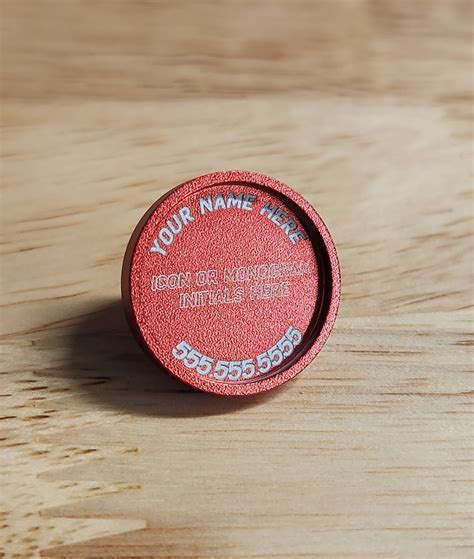 YOUR NAME HERE
ICON OR MONOGRAM
INITIALS HERE
555.555.5555